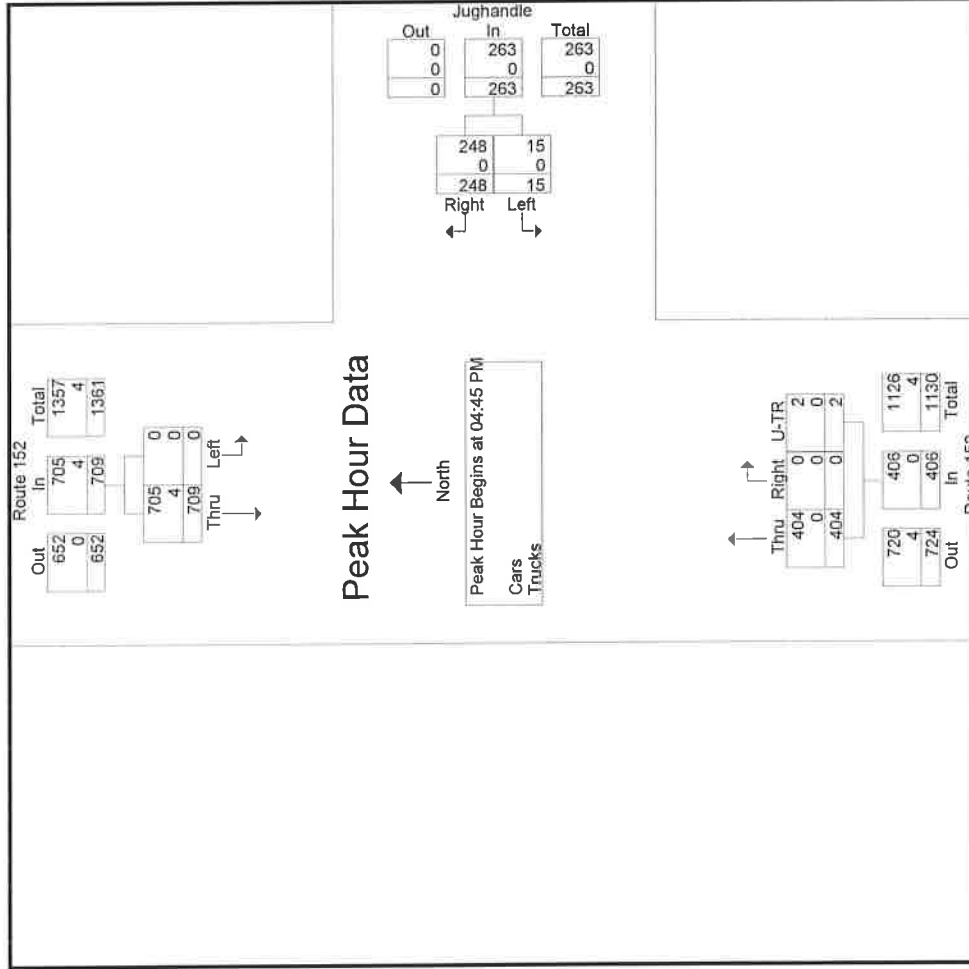 Jughandle
Out In Total
0 263 263
0 0 0
0 263 263
248 15
0 0
248 15
Right Left
Route 152
Out In Total
652 705 1357
0 4 4
652 709 1361
705 0
4 0
709 0
Thru Left
Peak Hour Data
North
Peak Hour Begins at 04:45 PM
Cars
Trucks
Thru Right U-TR
404 0 2
0 0 0
404 0 2
720 406 1126
4 0 4
724 406 1130
Out In Total
Route 152